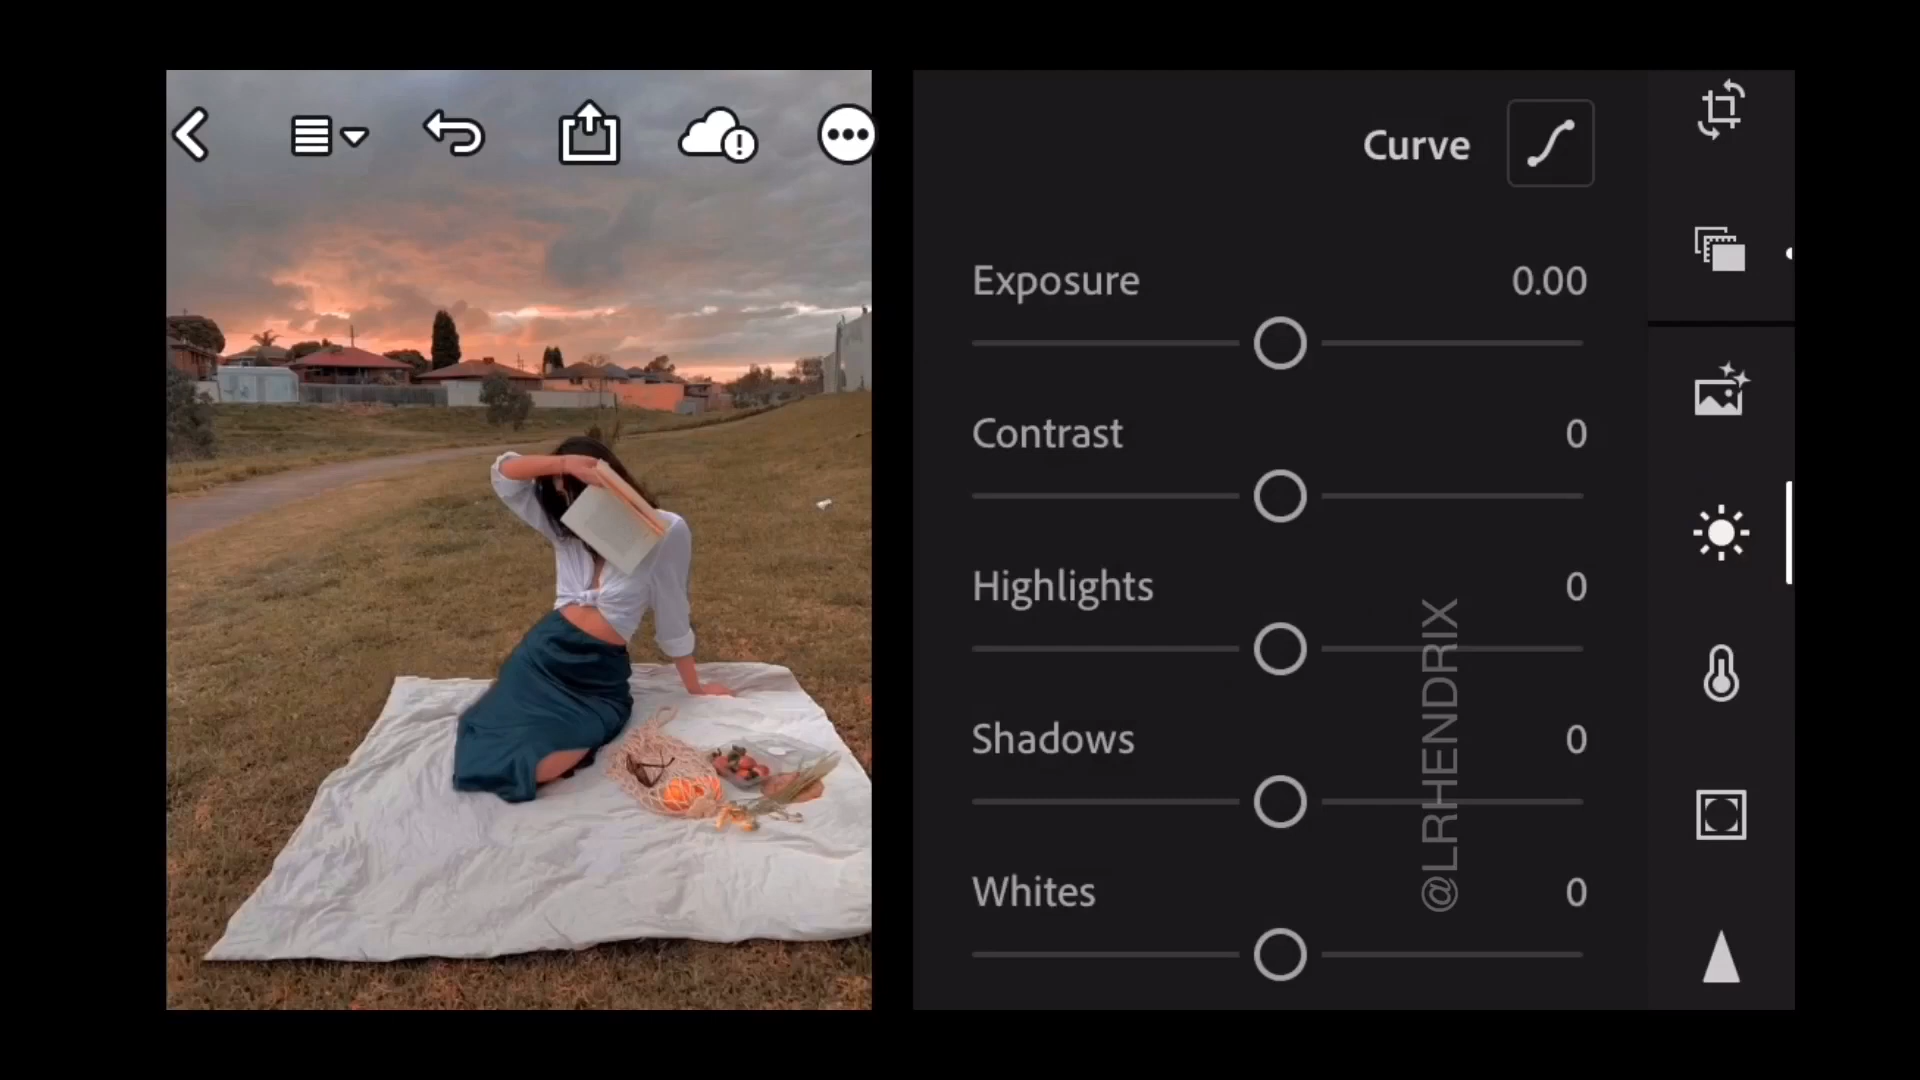 Curve
Exposure 0.00
Contrast 0
Highlights 0
Shadows 0
Whites 0
@LRHENDRIX